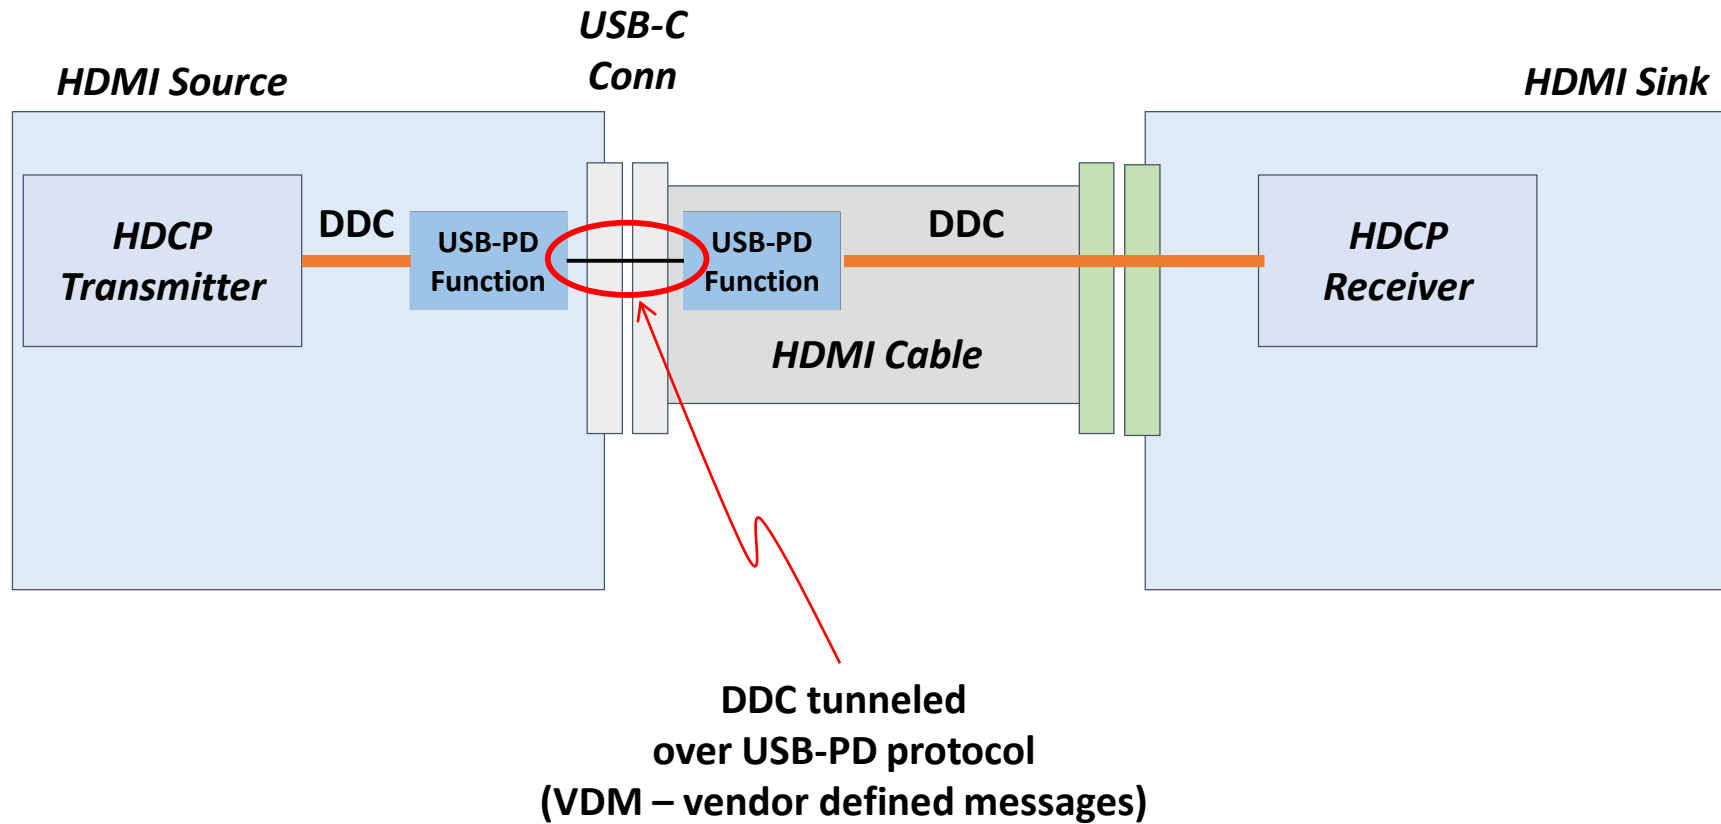 USB-C
Conn
HDMI Source
HDMI Sink
HDCP
Transmitter
DDC
USB-PD
Function
USB-PD
Function
DDC
HDMI Cable
HDCP
Receiver
DDC tunneled
over USB-PD protocol
(VDM – vendor defined messages)